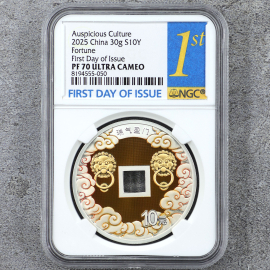 Auspicious Culture
2025 China 30g S10Y
Fortune
First Day of Issue
PF 70 ULTRA CAMEO
8194555-050
1st
NGC
FIRST DAY OF ISSUE
10元